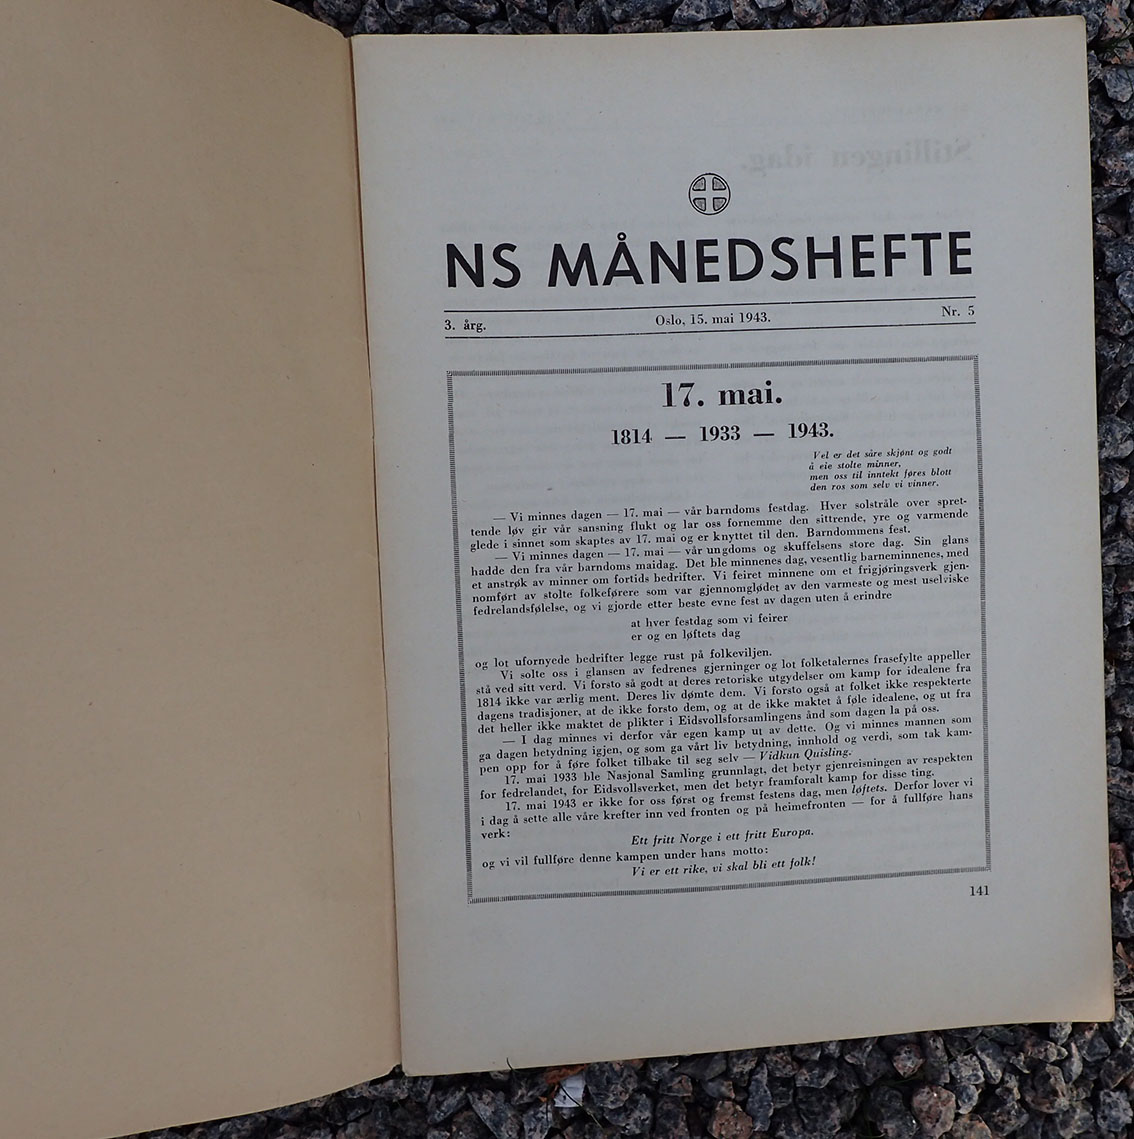 Stillingen idag.
NS MÅNEDSHEFTE
3. årg. Oslo, 15. mai 1943. Nr. 5
17. mai.
1814 — 1933 — 1943.
Vel er det såre skjønt og godt
å eie stolte minner,
men oss til inntekt føres blott
den ros som selv vi vinner.
— Vi minnes dagen — 17. mai — vår barndoms festdag. Hver solstråle over spret-
tende løv gir vår sansning flukt og lar oss fornemme den sittrende, yre og varmende
glede i sinnet som skaptes av 17. mai og er knyttet til den. Barndommens fest.
— Vi minnes dagen — 17. mai — vår ungdoms og skuffelsens store dag. Sin glans
hadde den fra vår barndoms maidag. Det ble minnenes dag, vesentlig barneminnenes, med
et anstrøk av minner om fortids bedrifter. Vi feiret minnene om et frigjøringsverk gjen-
nomført av stolte folkeførere som var gjennomglødet av den varmeste og mest uselviske
fedrelandsfølelse, og vi gjorde etter beste evne fest av dagen uten å erindre
at hver festdag som vi feirer
er og en løftets dag
og lot ufornyede bedrifter legge rust på folkeviljen.
Vi solte oss i glansen av fedrenes gjerninger og lot folketalernes frasefylte appeller
stå ved sitt verd. Vi forsto så godt at deres retoriske utgydelser om kamp for idealene fra
1814 ikke var ærlig ment. Deres liv dømte dem. Vi forsto også at folket ikke respekterte
dagens tradisjoner, at de ikke forsto dem, og at de ikke maktet å føle idealene, og ut fra
det heller ikke maktet de plikter i Eidsvollsforsamlingens ånd som dagen la på oss.
— I dag minnes vi derfor vår egen kamp ut av dette. Og vi minnes mannen som
ga dagen betydning igjen, og som ga vårt liv betydning, innhold og verdi, som tak kam-
pen opp for å føre folket tilbake til seg selv — Vidkun Quisling.
17. mai 1933 ble Nasjonal Samling grunnlagt, det betyr gjenreisningen av respekten
for fedrelandet, for Eidsvollsverket, men det betyr framforalt kamp for disse ting.
17. mai 1943 er ikke for oss først og fremst festens dag, men løftets. Derfor lover vi
i dag å sette alle våre krefter inn ved fronten og på heimefronten — for å fullføre hans
verk:
Ett fritt Norge i ett fritt Europa.
og vi vil fullføre denne kampen under hans motto:
Vi er ett rike, vi skal bli ett folk!
141